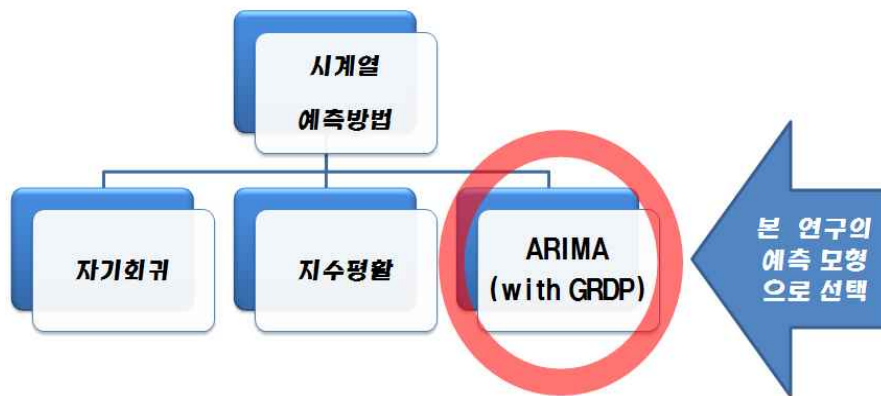 시계열
예측방법
자기회귀
지수평활
ARIMA
(with GRDP)
본 연구의
예측 모형
으로 선택